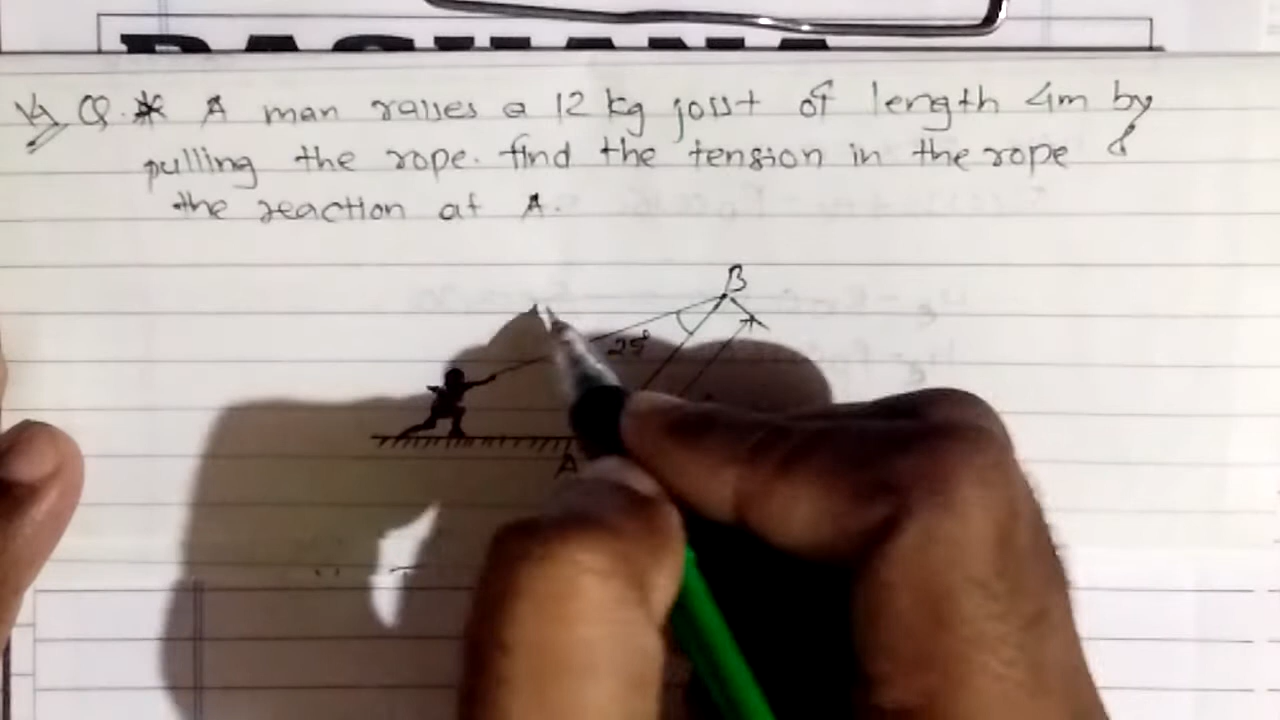 Q. * A man raises a 12 kg joist of length 4m by
pulling the rope. find the tension in the rope &
the reaction at A.
B
25°
A